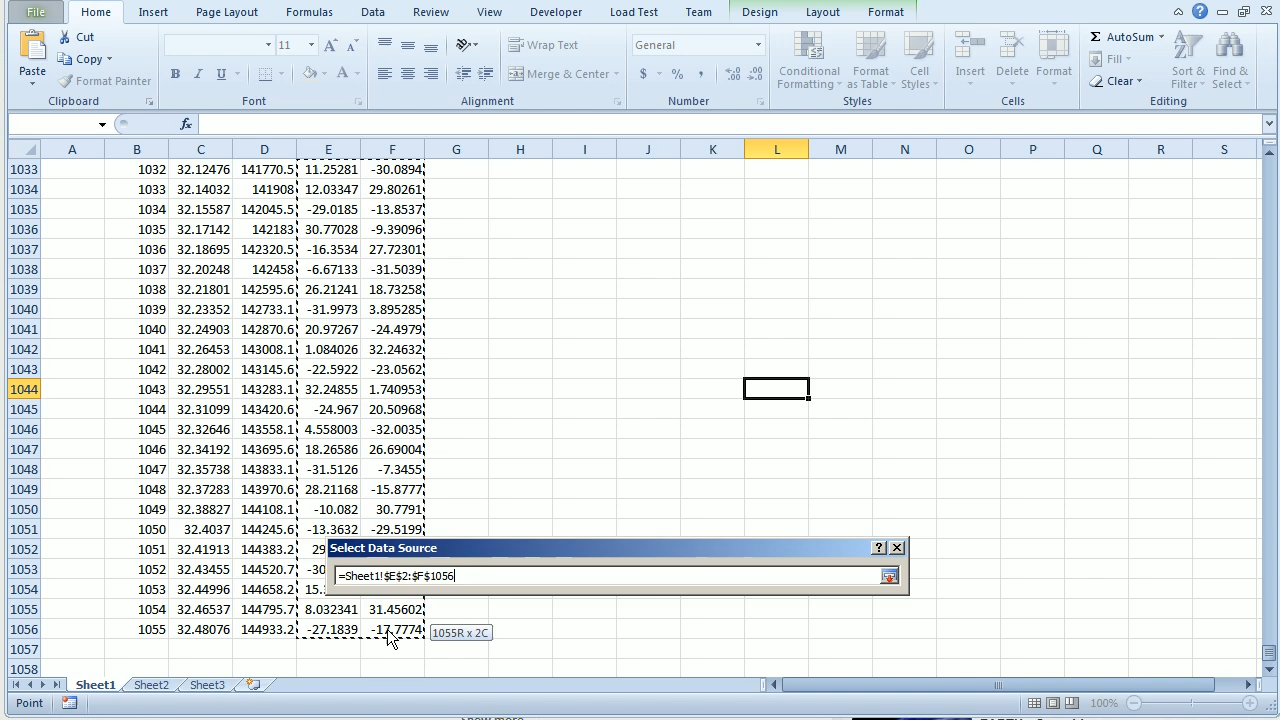 File Home Insert Page Layout Formulas Data Review View Developer Load Test Team Design Layout Format
Paste Cut Copy Format Painter Clipboard
11 B I U A A A Font
Wrap Text Merge & Center Alignment
General $ % , Number
Conditional Formatting Format as Table Cell Styles Styles
Insert Delete Format Cells
Σ AutoSum Fill Clear Sort & Filter Find & Select Editing
fx
A B C D E F G H I J K L M N O P Q R S
1033 1032 32.12476 141770.5 11.25281 -30.0894
1034 1033 32.14032 141908 12.03347 29.80261
1035 1034 32.15587 142045.5 -29.0185 -13.8537
1036 1035 32.17142 142183 30.77028 -9.39096
1037 1036 32.18695 142320.5 -16.3534 27.72301
1038 1037 32.20248 142458 -6.67133 -31.5039
1039 1038 32.21801 142595.6 26.21241 18.73258
1040 1039 32.23352 142733.1 -31.9973 3.895285
1041 1040 32.24903 142870.6 20.97267 -24.4979
1042 1041 32.26453 143008.1 1.084026 32.24632
1043 1042 32.28002 143145.6 -22.5922 -23.0562
1044 1043 32.29551 143283.1 32.24855 1.740953
1045 1044 32.31099 143420.6 -24.967 20.50968
1046 1045 32.32646 143558.1 4.558003 -32.0035
1047 1046 32.34192 143695.6 18.26586 26.69004
1048 1047 32.35738 143833.1 -31.5126 -7.3455
1049 1048 32.37283 143970.6 28.21168 -15.8777
1050 1049 32.38827 144108.1 -10.082 30.7791
1051 1050 32.4037 144245.6 -13.3632 -29.5199
1052 1051 32.41913 144383.2 29
1053 1052 32.43455 144520.7 -30
1054 1053 32.44996 144658.2 15.
1055 1054 32.46537 144795.7 8.032341 31.45602
1056 1055 32.48076 144933.2 -27.1839 -17.7774
1057
1058
Select Data Source ?
=Sheet1!$E$2:$F$1056
1055R x 2C
Sheet1 Sheet2 Sheet3
Point 100%
show more